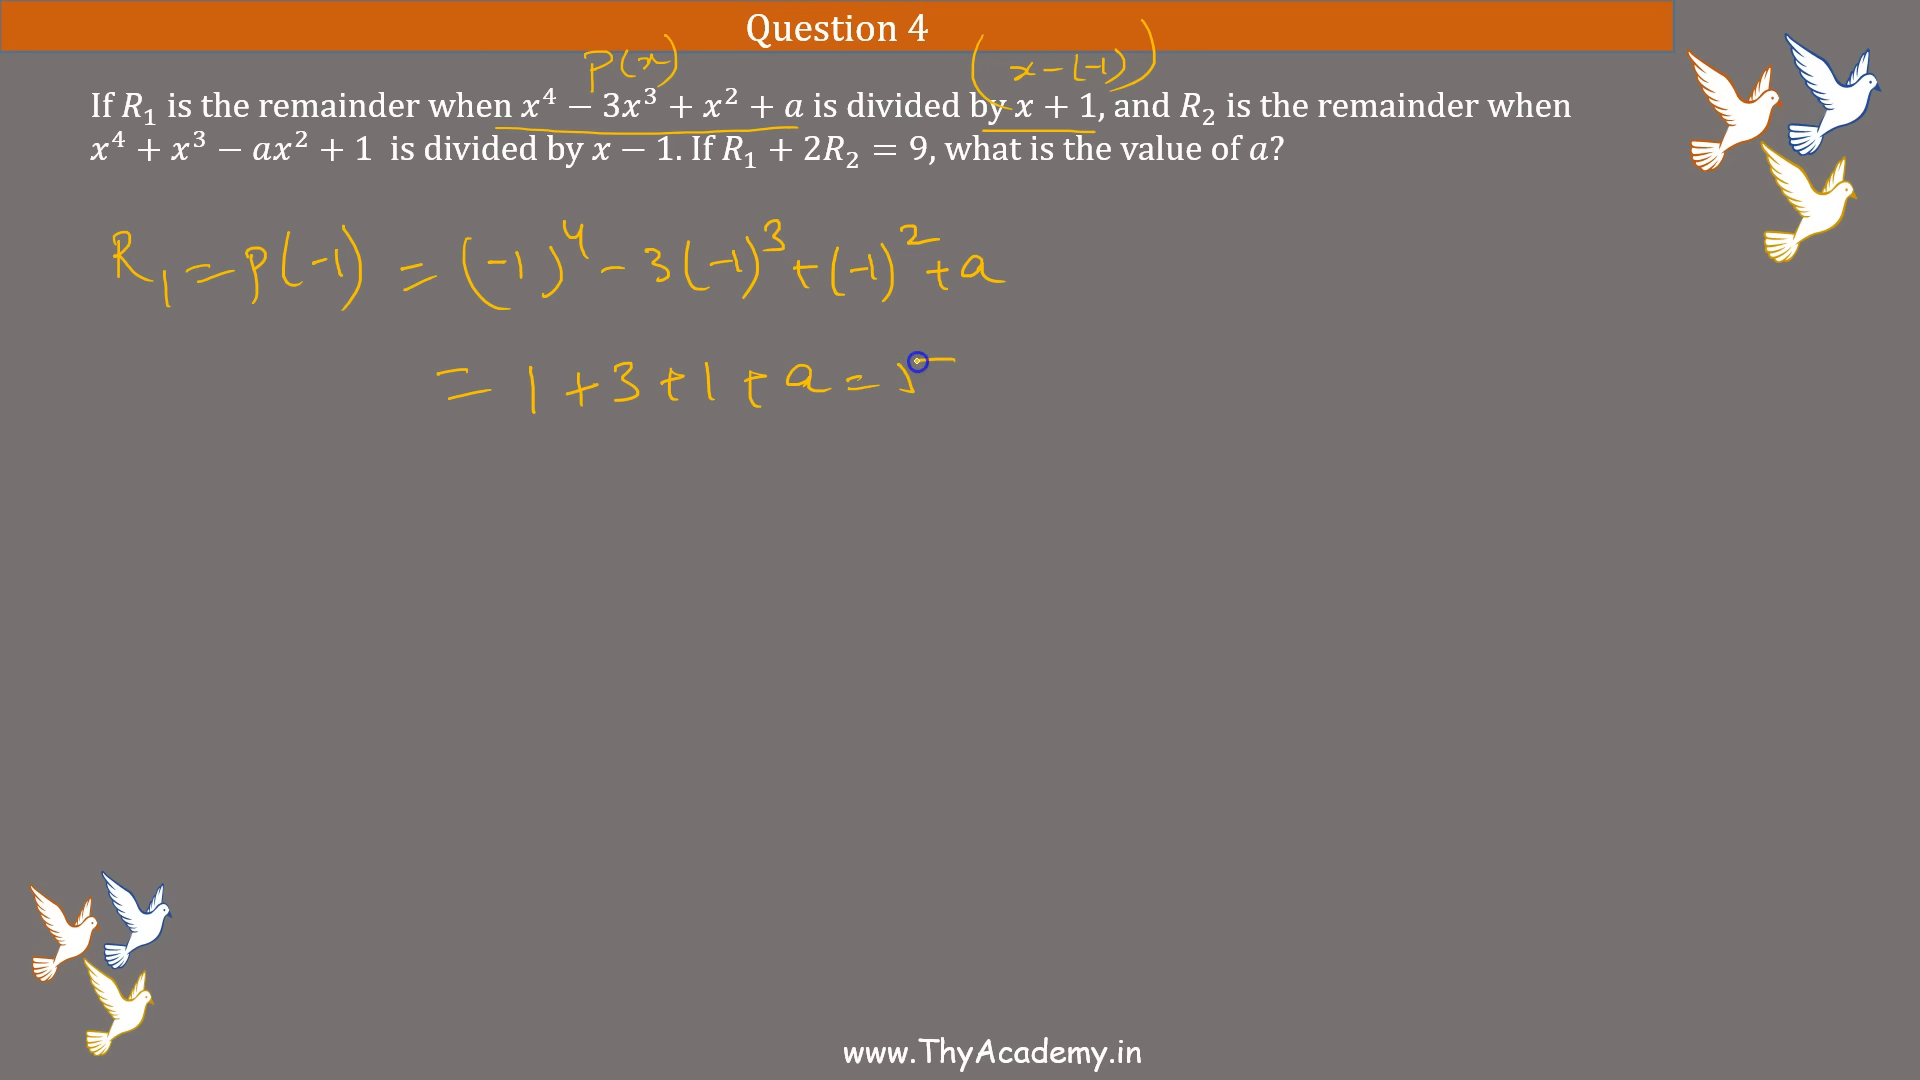 Question 4
P(x) (x-(-1))
If R₁ is the remainder when x⁴ − 3x³ + x² + a is divided by x + 1, and R₂ is the remainder when
x⁴ + x³ − ax² + 1 is divided by x − 1. If R₁ + 2R₂ = 9, what is the value of a?
R₁ = p(-1) = (-1)⁴ - 3(-1)³ + (-1)² + a
= 1 + 3 + 1 + a = 5
www.ThyAcademy.in